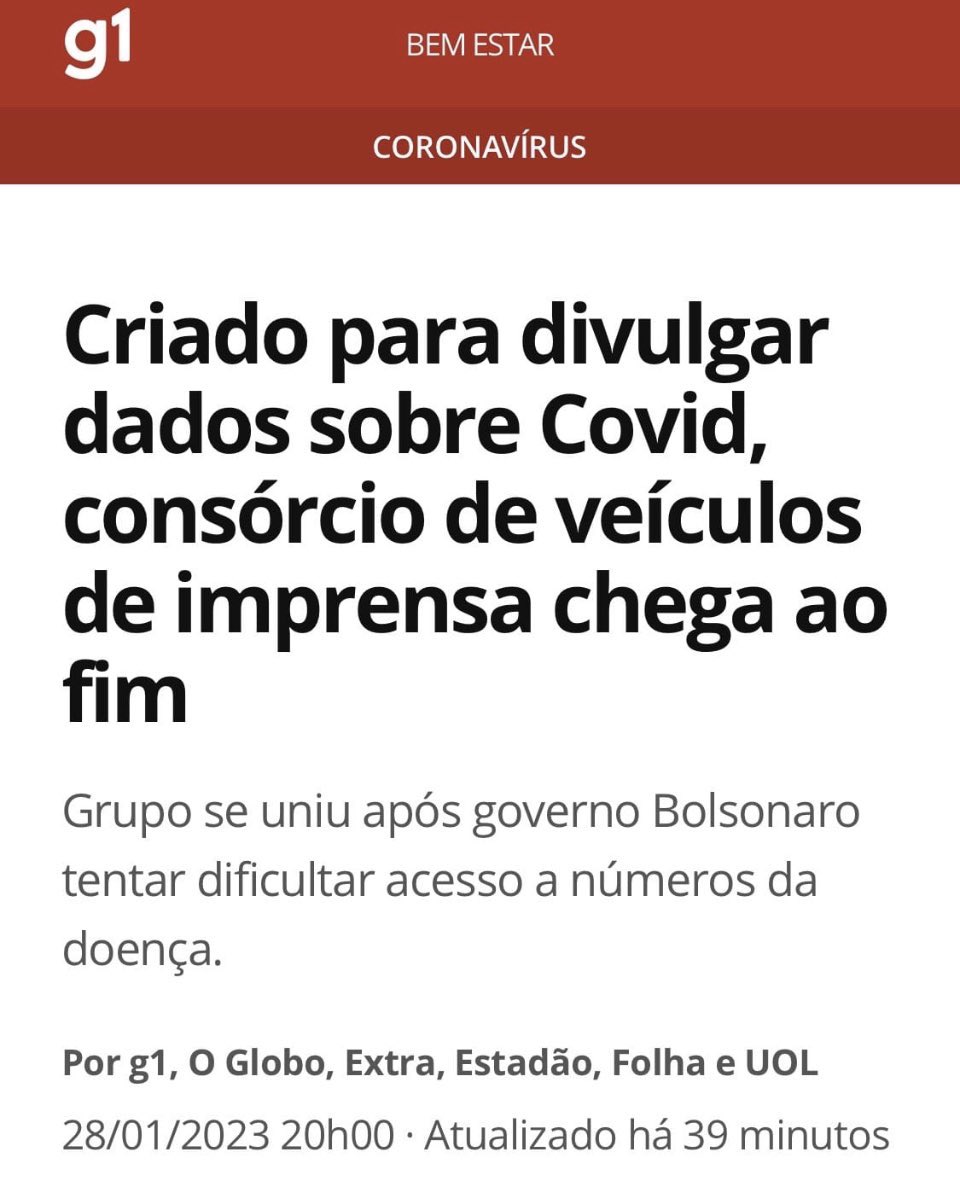 g1
BEM ESTAR
CORONAVÍRUS
Criado para divulgar
dados sobre Covid,
consórcio de veículos
de imprensa chega ao
fim
Grupo se uniu após governo Bolsonaro
tentar dificultar acesso a números da
doença.
Por g1, O Globo, Extra, Estadão, Folha e UOL
28/01/2023 20h00 · Atualizado há 39 minutos